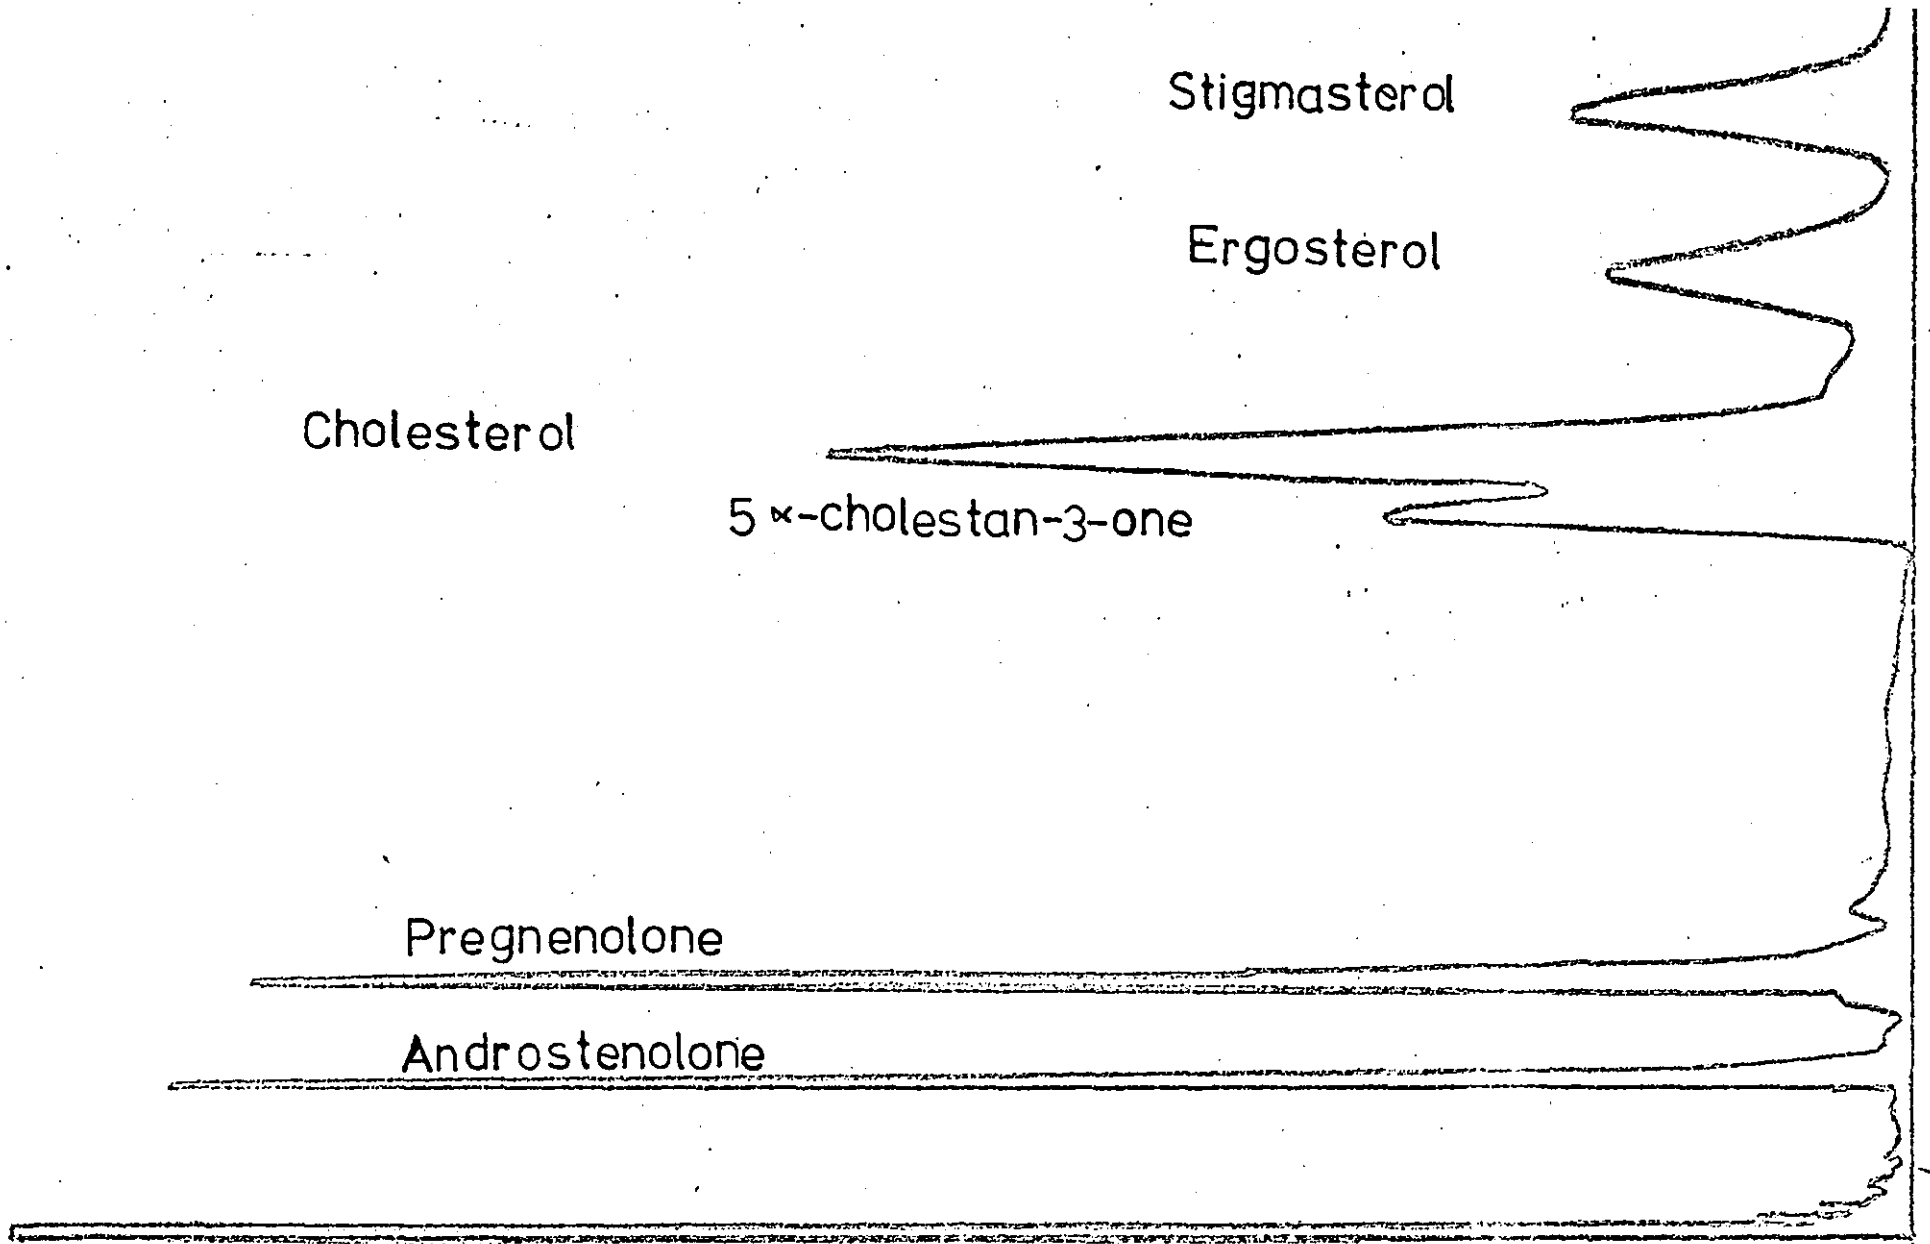 Stigmasterol
Ergosterol
Cholesterol
5 ∝-cholestan-3-one
Pregnenolone
Androstenolone